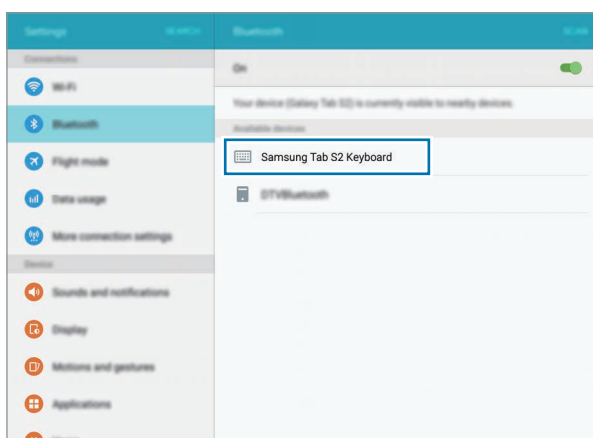 Settings
SEARCH
Bluetooth
SCAN
Connections
Wi-Fi
On
Your device (Galaxy Tab S2) is currently visible to nearby devices.
Bluetooth
Available devices
Samsung Tab S2 Keyboard
Flight mode
DTVBluetooth
Data usage
More connection settings
Device
Sounds and notifications
Display
Motions and gestures
Applications